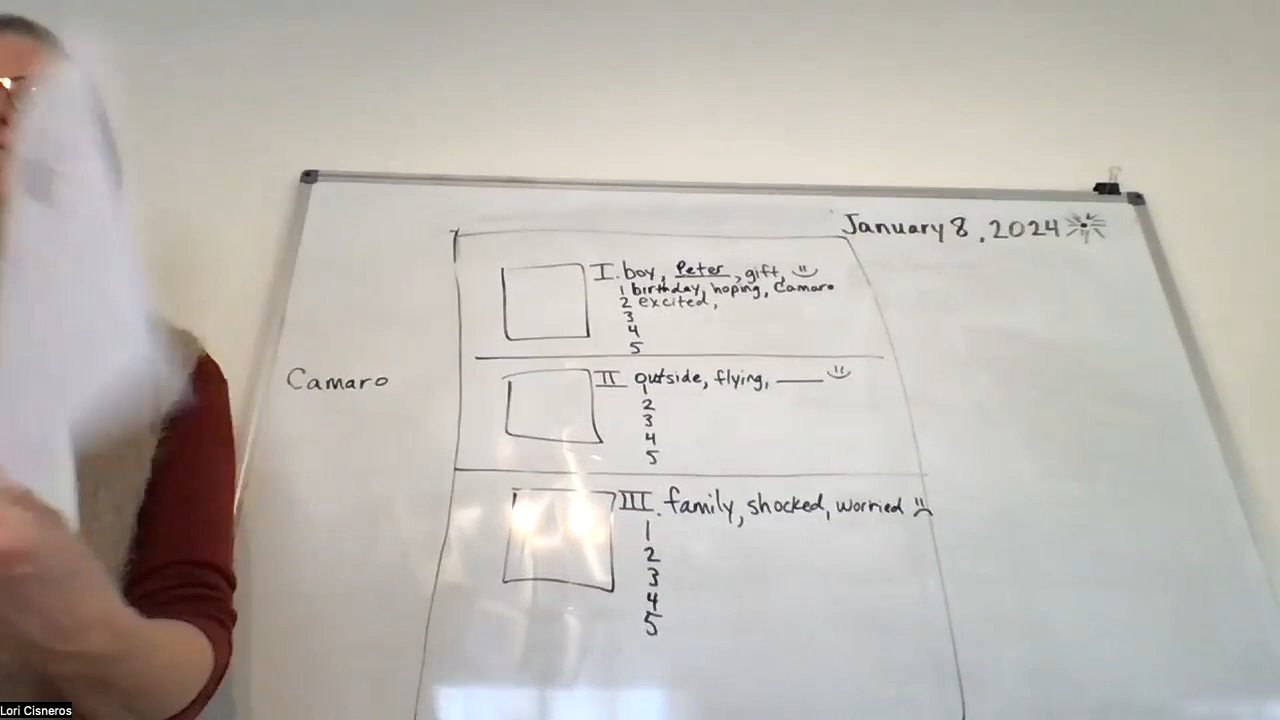 January 8, 2024
I. boy, Peter, gift,
1 birthday, hoping, Camaro
2 excited,
3
4
5
Camaro
II outside, flying,
1
2
3
4
5
III. family, shocked, worried
1
2
3
4
5
Lori Cisneros